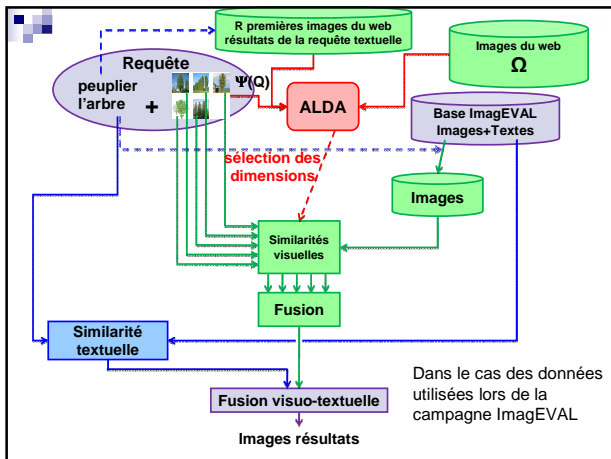 R premières images du web
résultats de la requête textuelle
Images du web
Ω
Requête
peuplier
l'arbre
+
Ψ(Q)
ALDA
Base ImagEVAL
Images+Textes
sélection des
dimensions
Images
Similarités
visuelles
Fusion
Similarité
textuelle
Dans le cas des données
utilisées lors de la
campagne ImagEVAL
Fusion visuo-textuelle
Images résultats